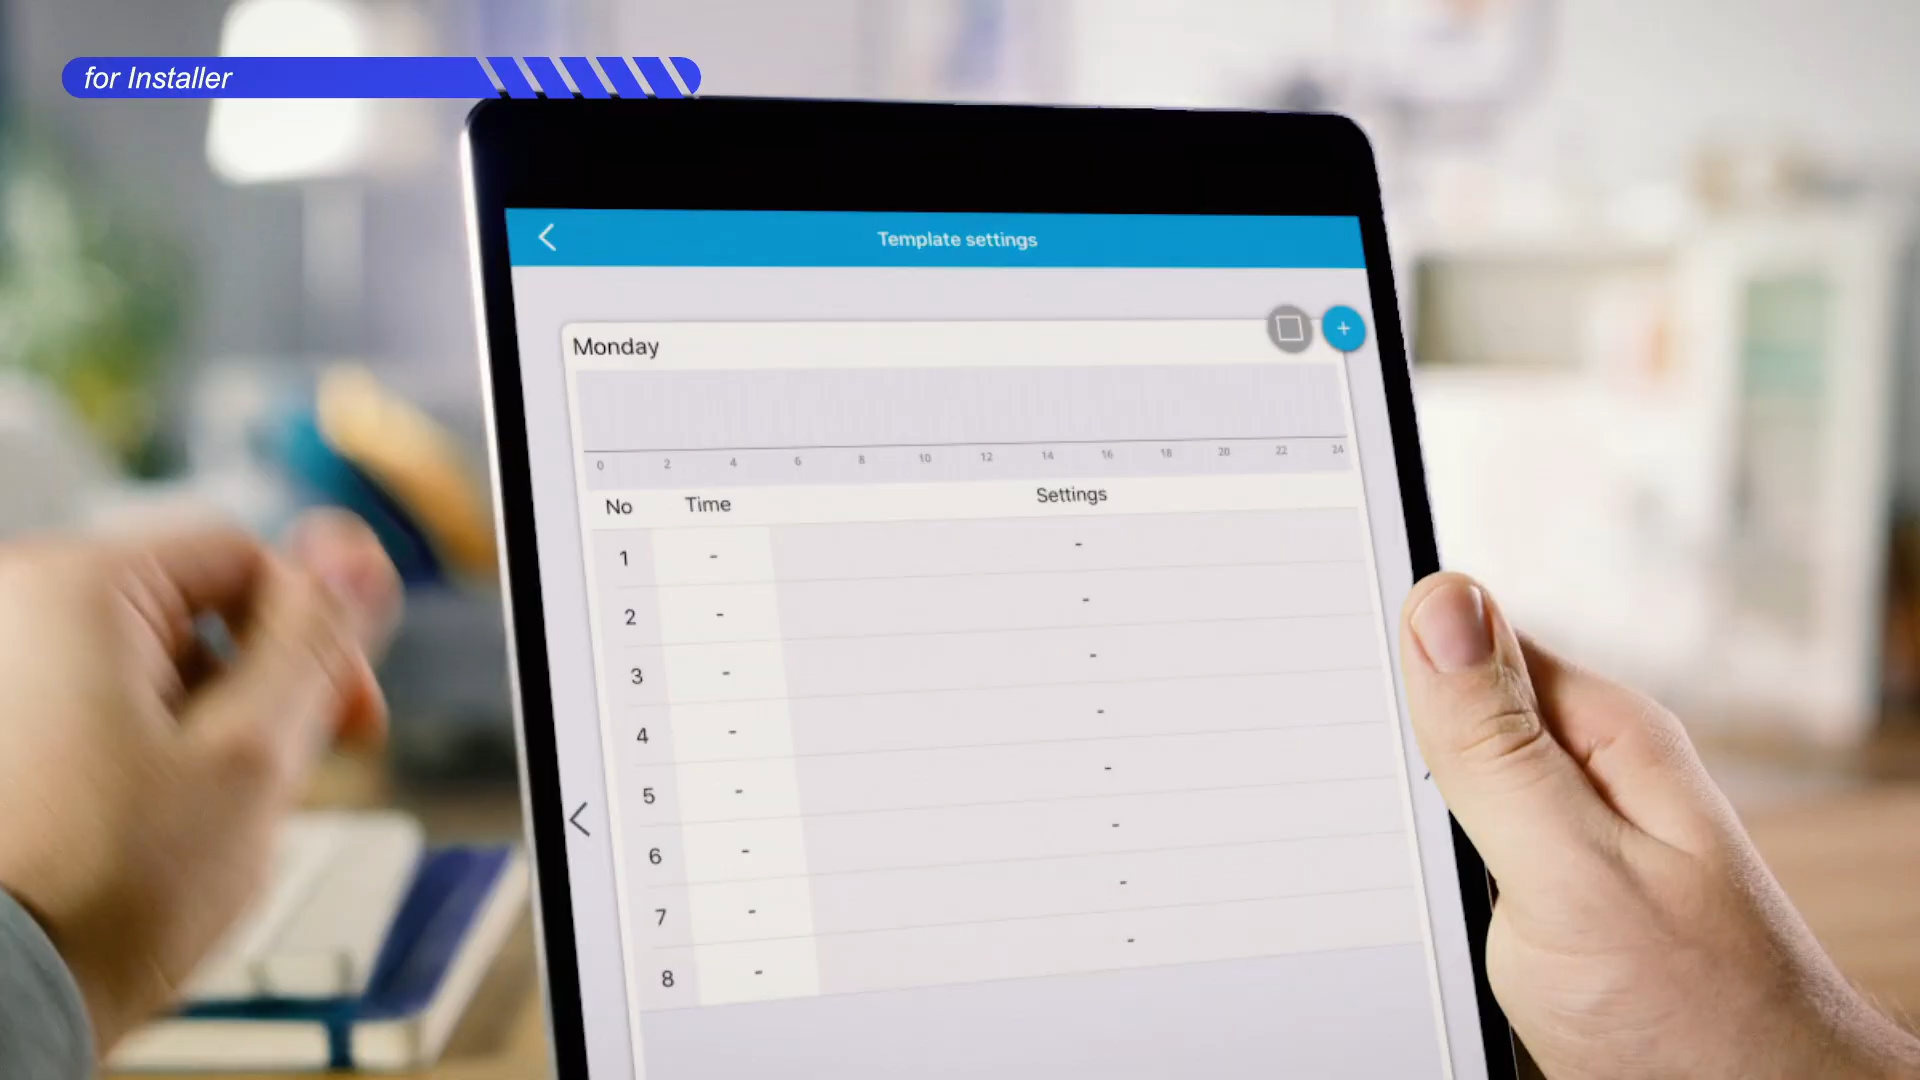 for Installer
Template settings
Monday
0 2 4 6 8 10 12 14 16 18 20 22 24
No Time Settings
1 - -
2 - -
3 - -
4 - -
5 - -
6 - -
7 - -
8 - -